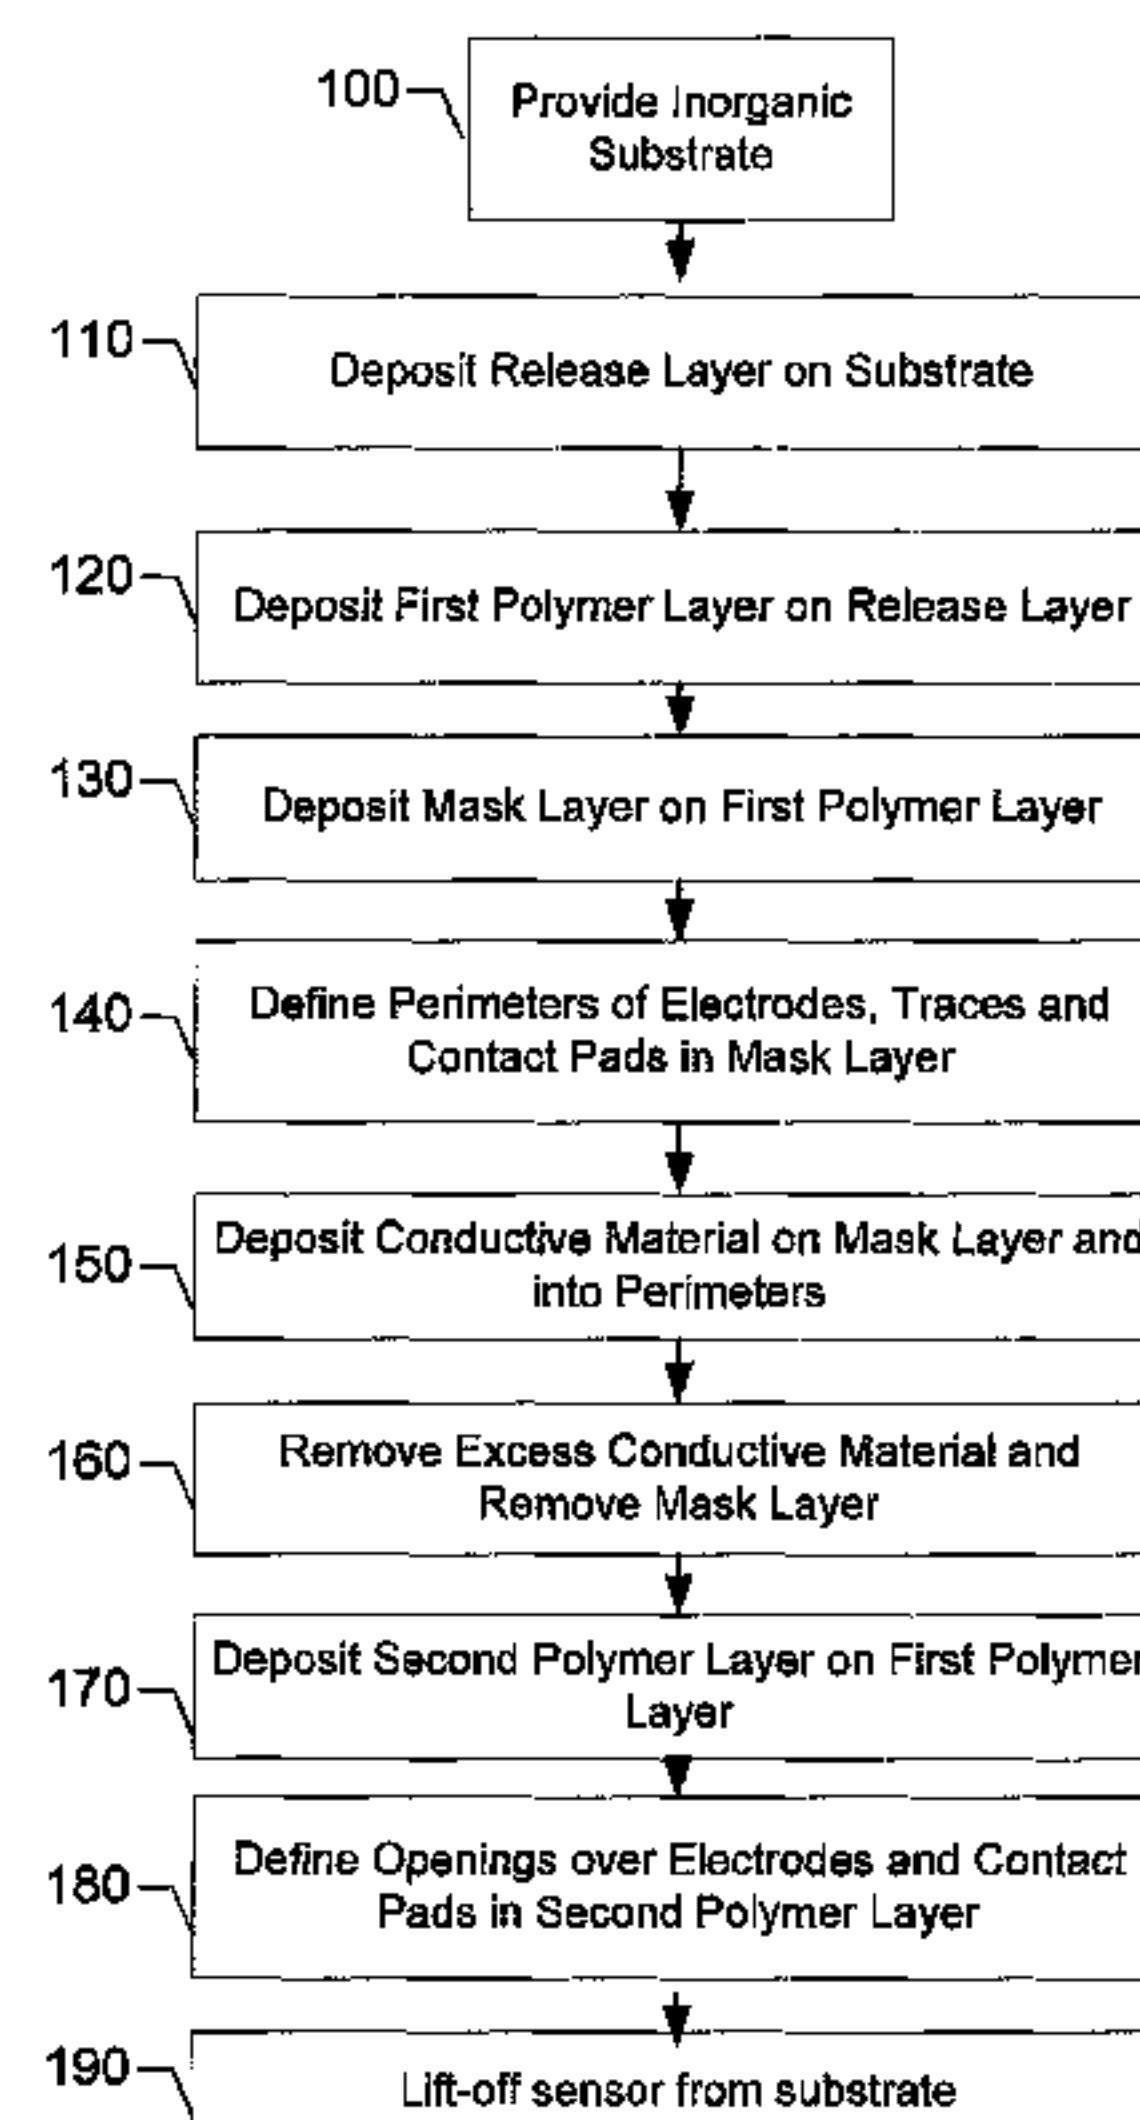 100
Provide Inorganic
Substrate
110
Deposit Release Layer on Substrate
120
Deposit First Polymer Layer on Release Layer
130
Deposit Mask Layer on First Polymer Layer
140
Define Perimeters of Electrodes, Traces and
Contact Pads in Mask Layer
150
Deposit Conductive Material on Mask Layer and
into Perimeters
160
Remove Excess Conductive Material and
Remove Mask Layer
170
Deposit Second Polymer Layer on First Polymer
Layer
180
Define Openings over Electrodes and Contact
Pads in Second Polymer Layer
190
Lift-off sensor from substrate